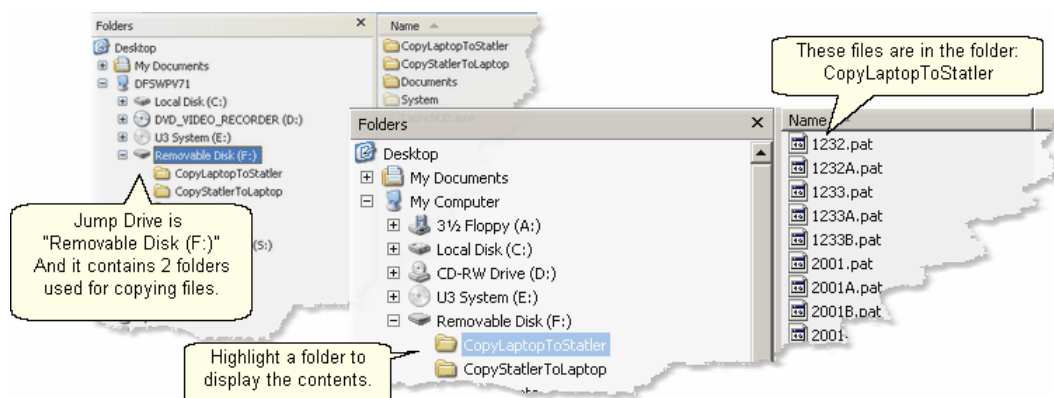 Folders
Desktop
My Documents
DFSWPV71
Local Disk (C:)
DVD_VIDEO_RECORDER (D:)
U3 System (E:)
Removable Disk (F:)
CopyLaptopToStatler
CopyStatlerToLaptop
(S:)
Name
CopyLaptopToStatler
CopyStatlerToLaptop
Documents
System
Jump Drive is
"Removable Disk (F:)"
And it contains 2 folders
used for copying files.
Folders
Desktop
My Documents
My Computer
3½ Floppy (A:)
Local Disk (C:)
CD-RW Drive (D:)
U3 System (E:)
Removable Disk (F:)
CopyLaptopToStatler
CopyStatlerToLaptop
Highlight a folder to
display the contents.
These files are in the folder:
CopyLaptopToStatler
Name
1232.pat
1232A.pat
1233.pat
1233A.pat
1233B.pat
2001.pat
2001A.pat
2001B.pat
2001